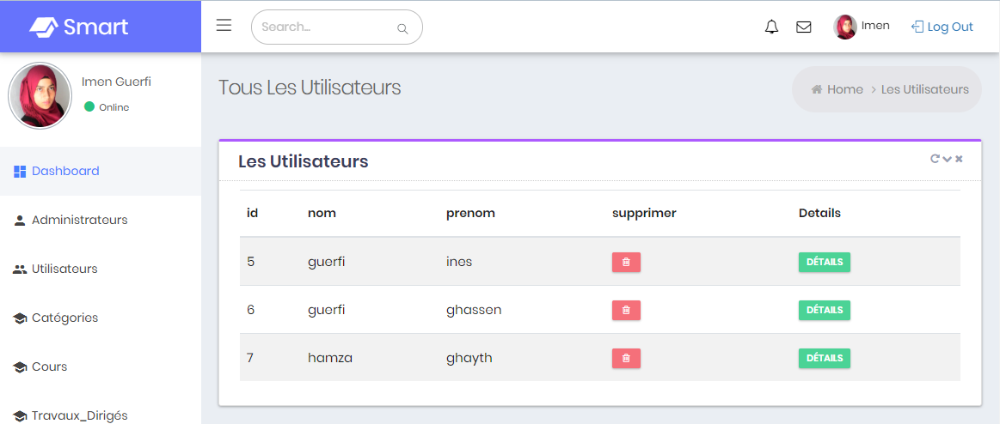 Smart
Search...
Imen
Log Out
Imen Guerfi
Online
Dashboard
Administrateurs
Utilisateurs
Catégories
Cours
Travaux_Dirigés
Tous Les Utilisateurs
Home > Les Utilisateurs
Les Utilisateurs
id nom prenom supprimer Details
5 guerfi ines DÉTAILS
6 guerfi ghassen DÉTAILS
7 hamza ghayth DÉTAILS